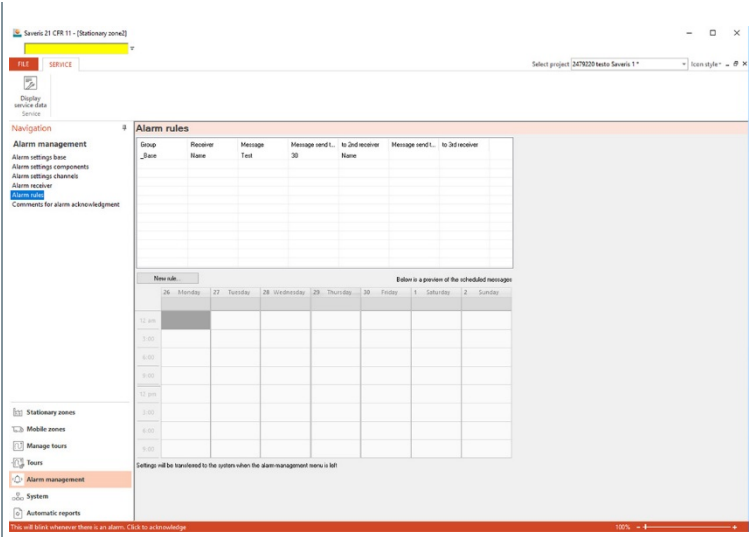 Saveris 21 CFR 11 - [Stationary zone2]
FILE SERVICE Select project 2479220 testo Saveris 1 * Icon style
Display
service data
Service
Navigation
Alarm management
Alarm settings base
Alarm settings components
Alarm settings channels
Alarm receiver
Alarm rules
Comments for alarm acknowledgment
Stationary zones
Mobile zones
Manage tours
Tours
Alarm management
System
Automatic reports
Alarm rules
Group Receiver Message Message send t... to 2nd receiver Message send t... to 3rd receiver
_Base Name Test 30 Name
New rule... Below is a preview of the scheduled messages
26 Monday 27 Tuesday 28 Wednesday 29 Thursday... 30 Friday 1 Saturday 2 Sunday
12 am
3:00
6:00
9:00
12 pm
3:00
6:00
9:00
Settings will be transferred to the system when the alarm management menu is left
This will blink whenever there is an alarm. Click to acknowledge 100% - +